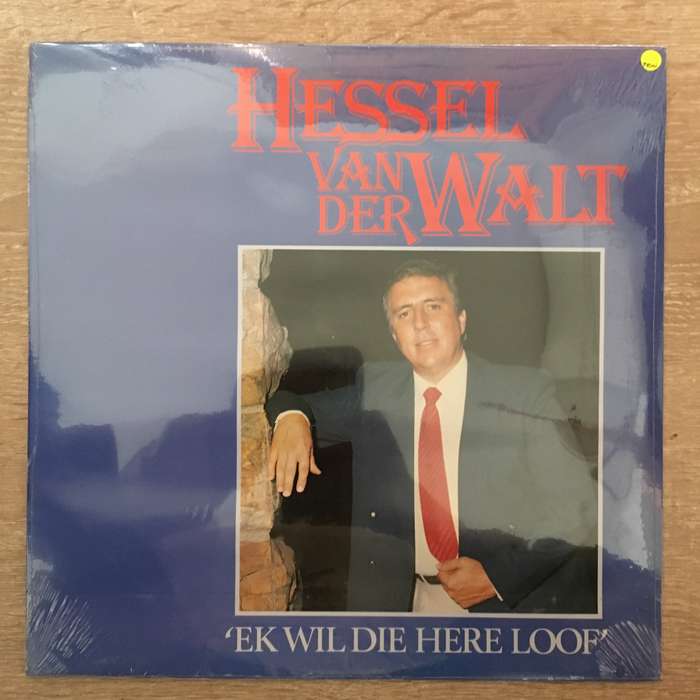 HESSEL
VAN
DER WALT
'EK WIL DIE HERE LOOF'